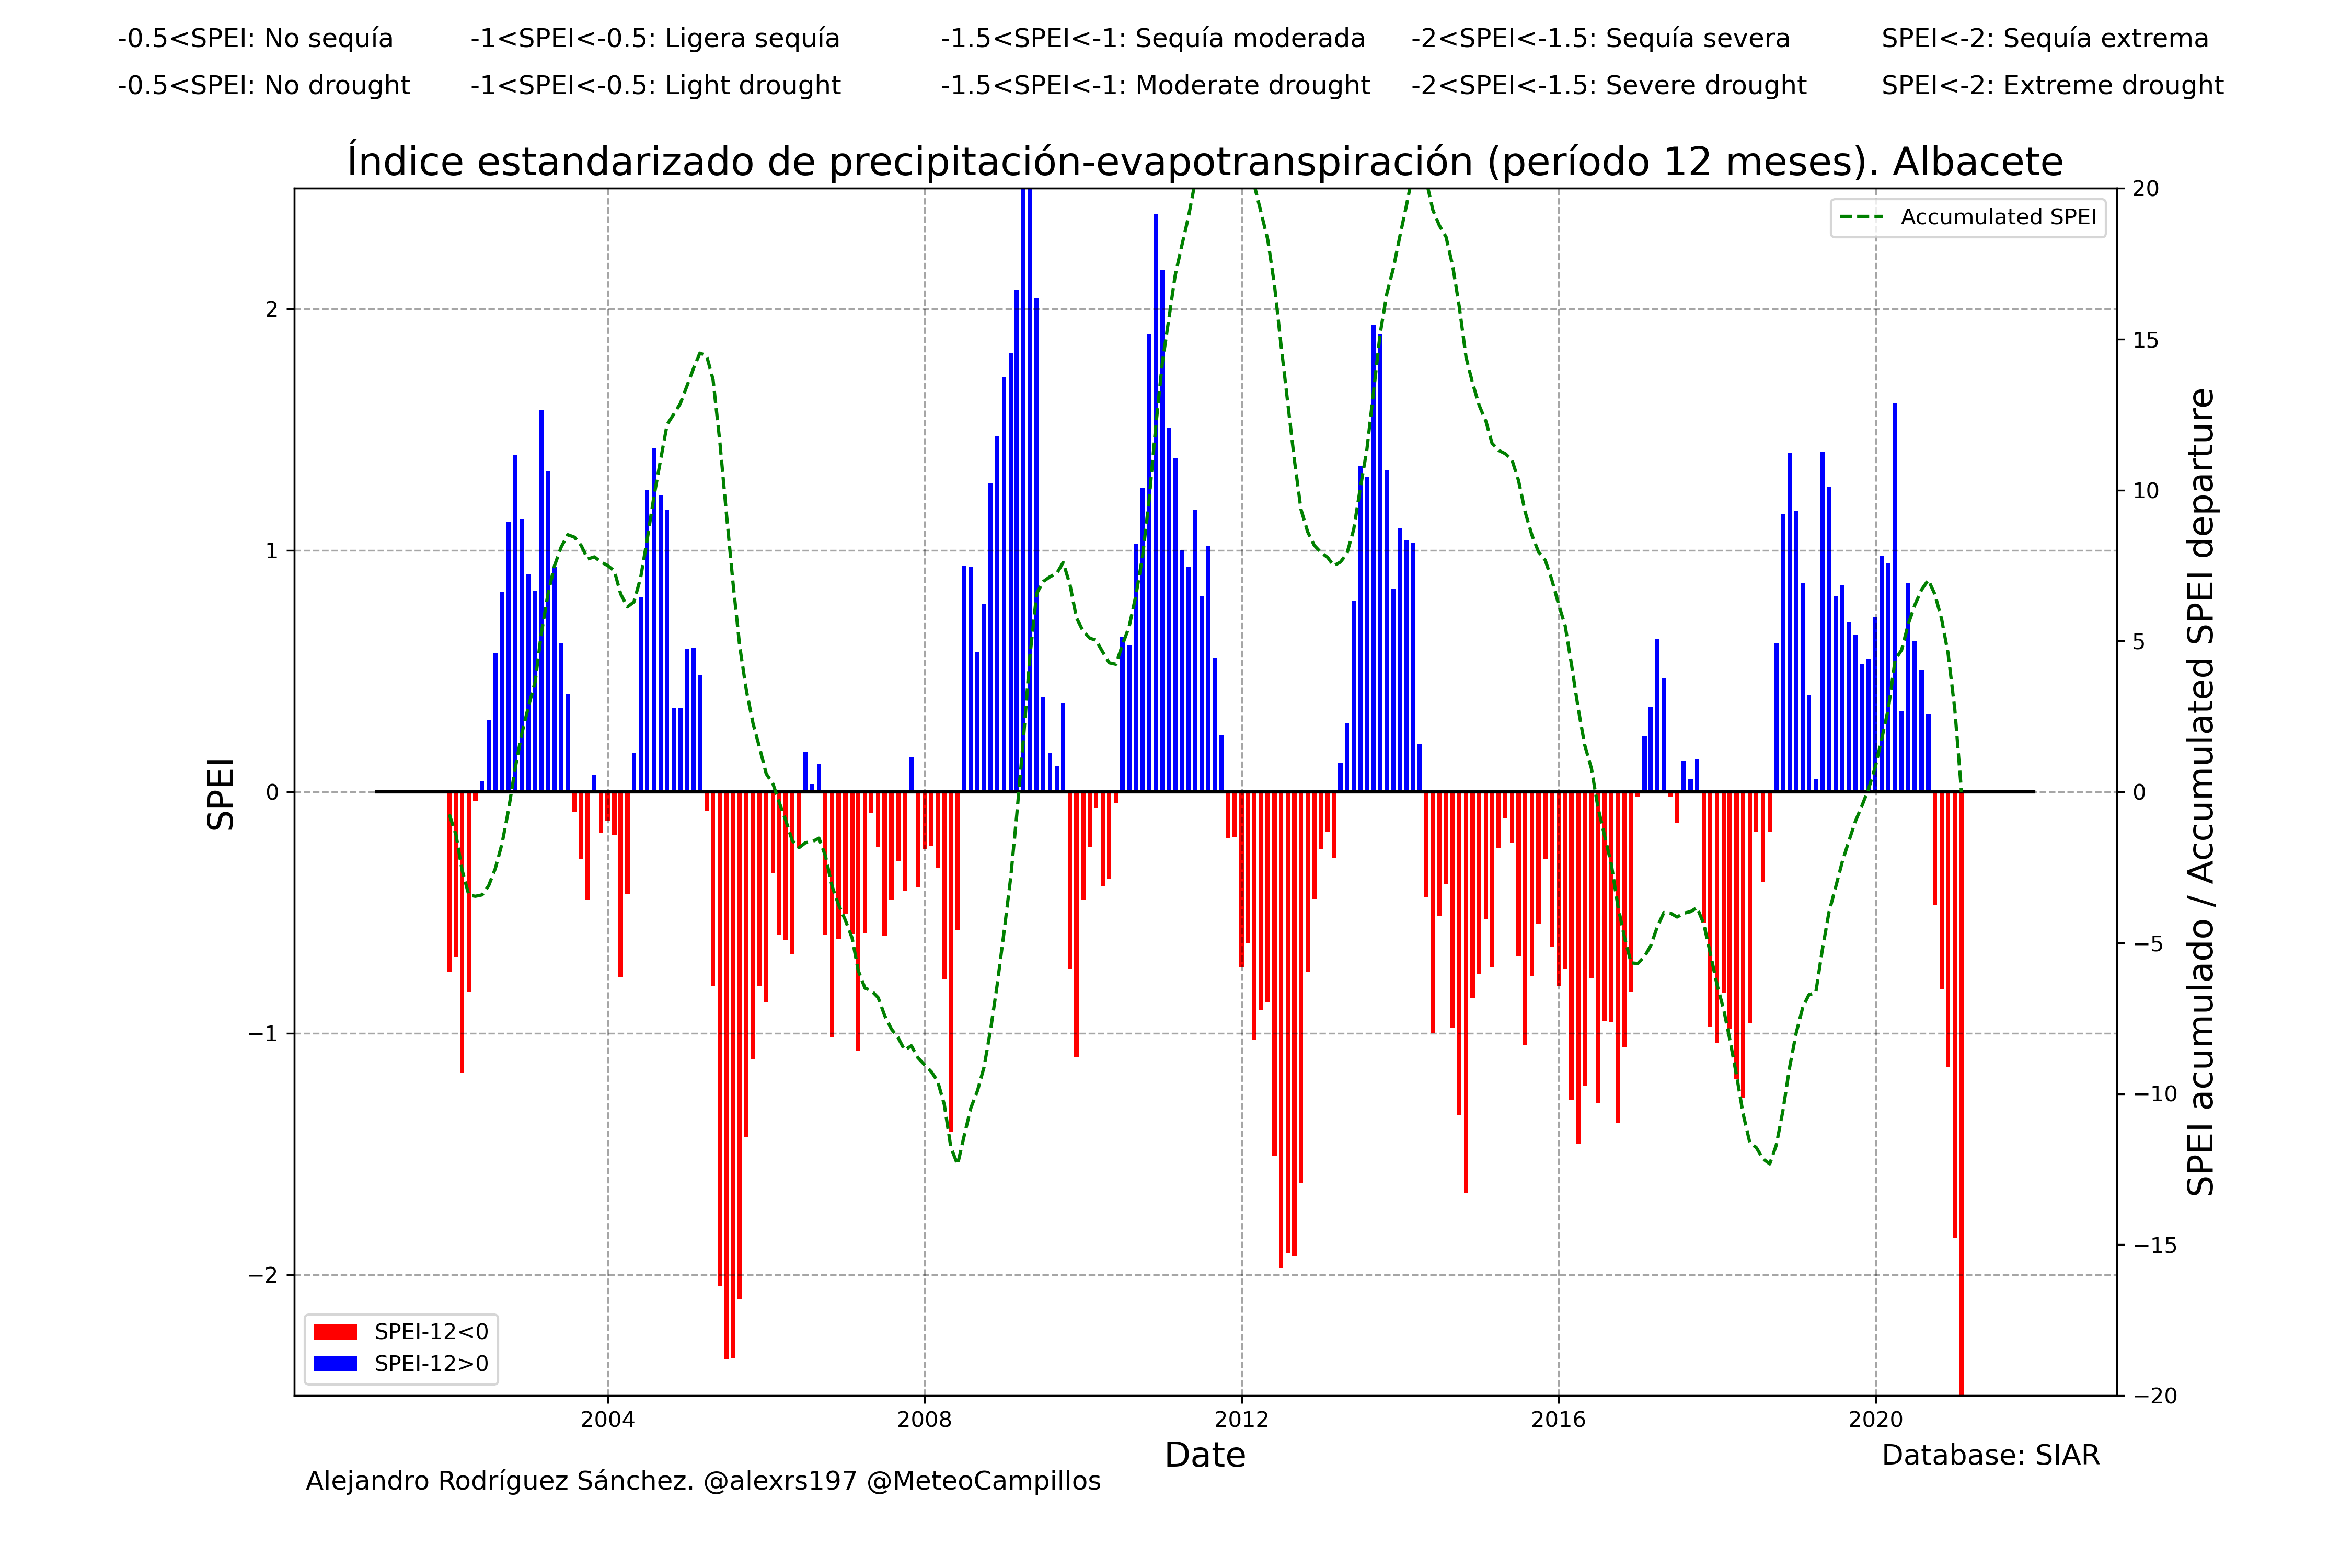 -0.5<SPEI: No sequía -1<SPEI<-0.5: Ligera sequía -1.5<SPEI<-1: Sequía moderada -2<SPEI<-1.5: Sequía severa SPEI<-2: Sequía extrema
-0.5<SPEI: No drought -1<SPEI<-0.5: Light drought -1.5<SPEI<-1: Moderate drought -2<SPEI<-1.5: Severe drought SPEI<-2: Extreme drought
Índice estandarizado de precipitación-evapotranspiración (período 12 meses). Albacete
Accumulated SPEI
SPEI
2
1
0
−1
−2
20
15
10
5
0
−5
−10
−15
−20
SPEI acumulado / Accumulated SPEI departure
SPEI-12<0
SPEI-12>0
2004 2008 2012 2016 2020
Date
Database: SIAR
Alejandro Rodríguez Sánchez. @alexrs197 @MeteoCampillos